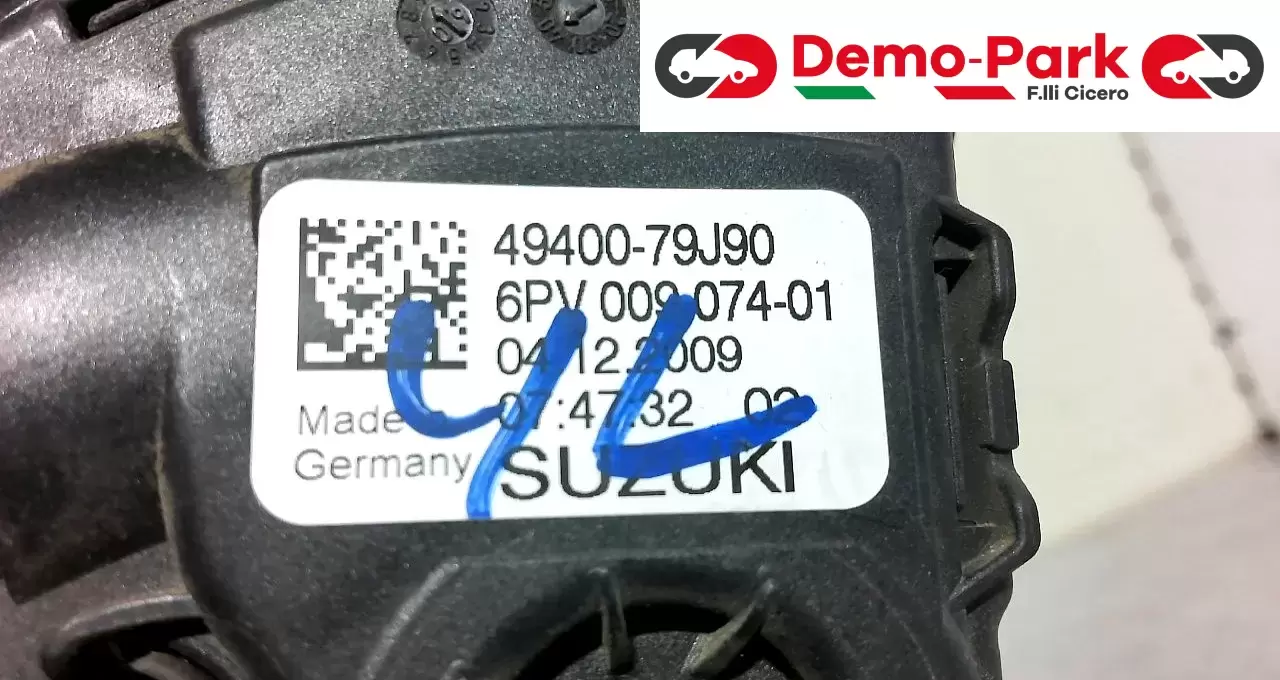 Demo-Park
F.lli Cicero
49400-79J90
6PV 009 074-01
04.12.2009
07:47:32 02
Made
Germany
SUZUKI
YL